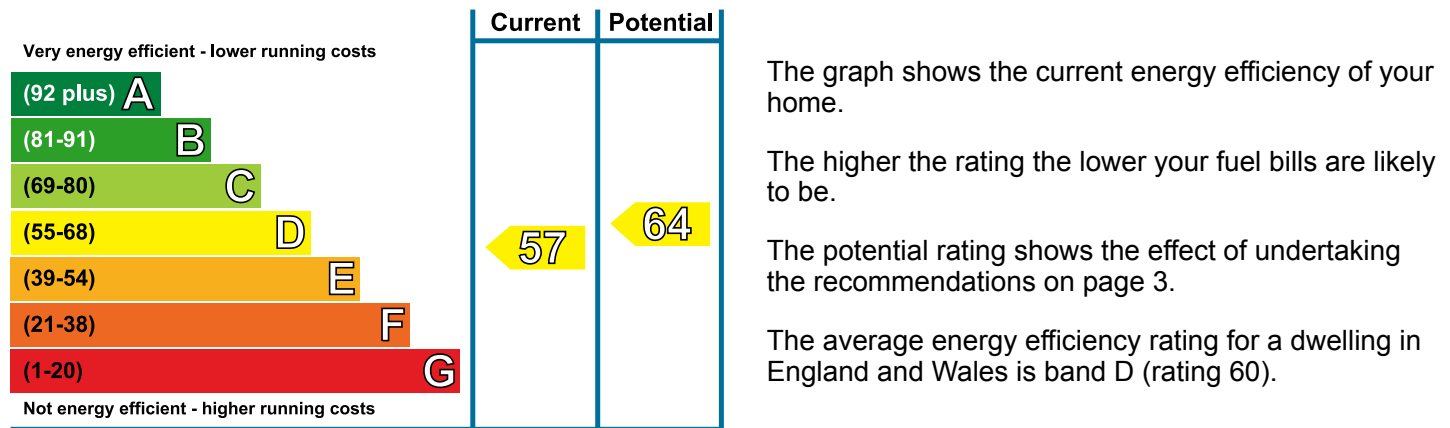 Current Potential
Very energy efficient - lower running costs
(92 plus) A
(81-91) B
(69-80) C
(55-68) D
(39-54) E
(21-38) F
(1-20) G
Not energy efficient - higher running costs
57
64
The graph shows the current energy efficiency of your
home.
The higher the rating the lower your fuel bills are likely
to be.
The potential rating shows the effect of undertaking
the recommendations on page 3.
The average energy efficiency rating for a dwelling in
England and Wales is band D (rating 60).